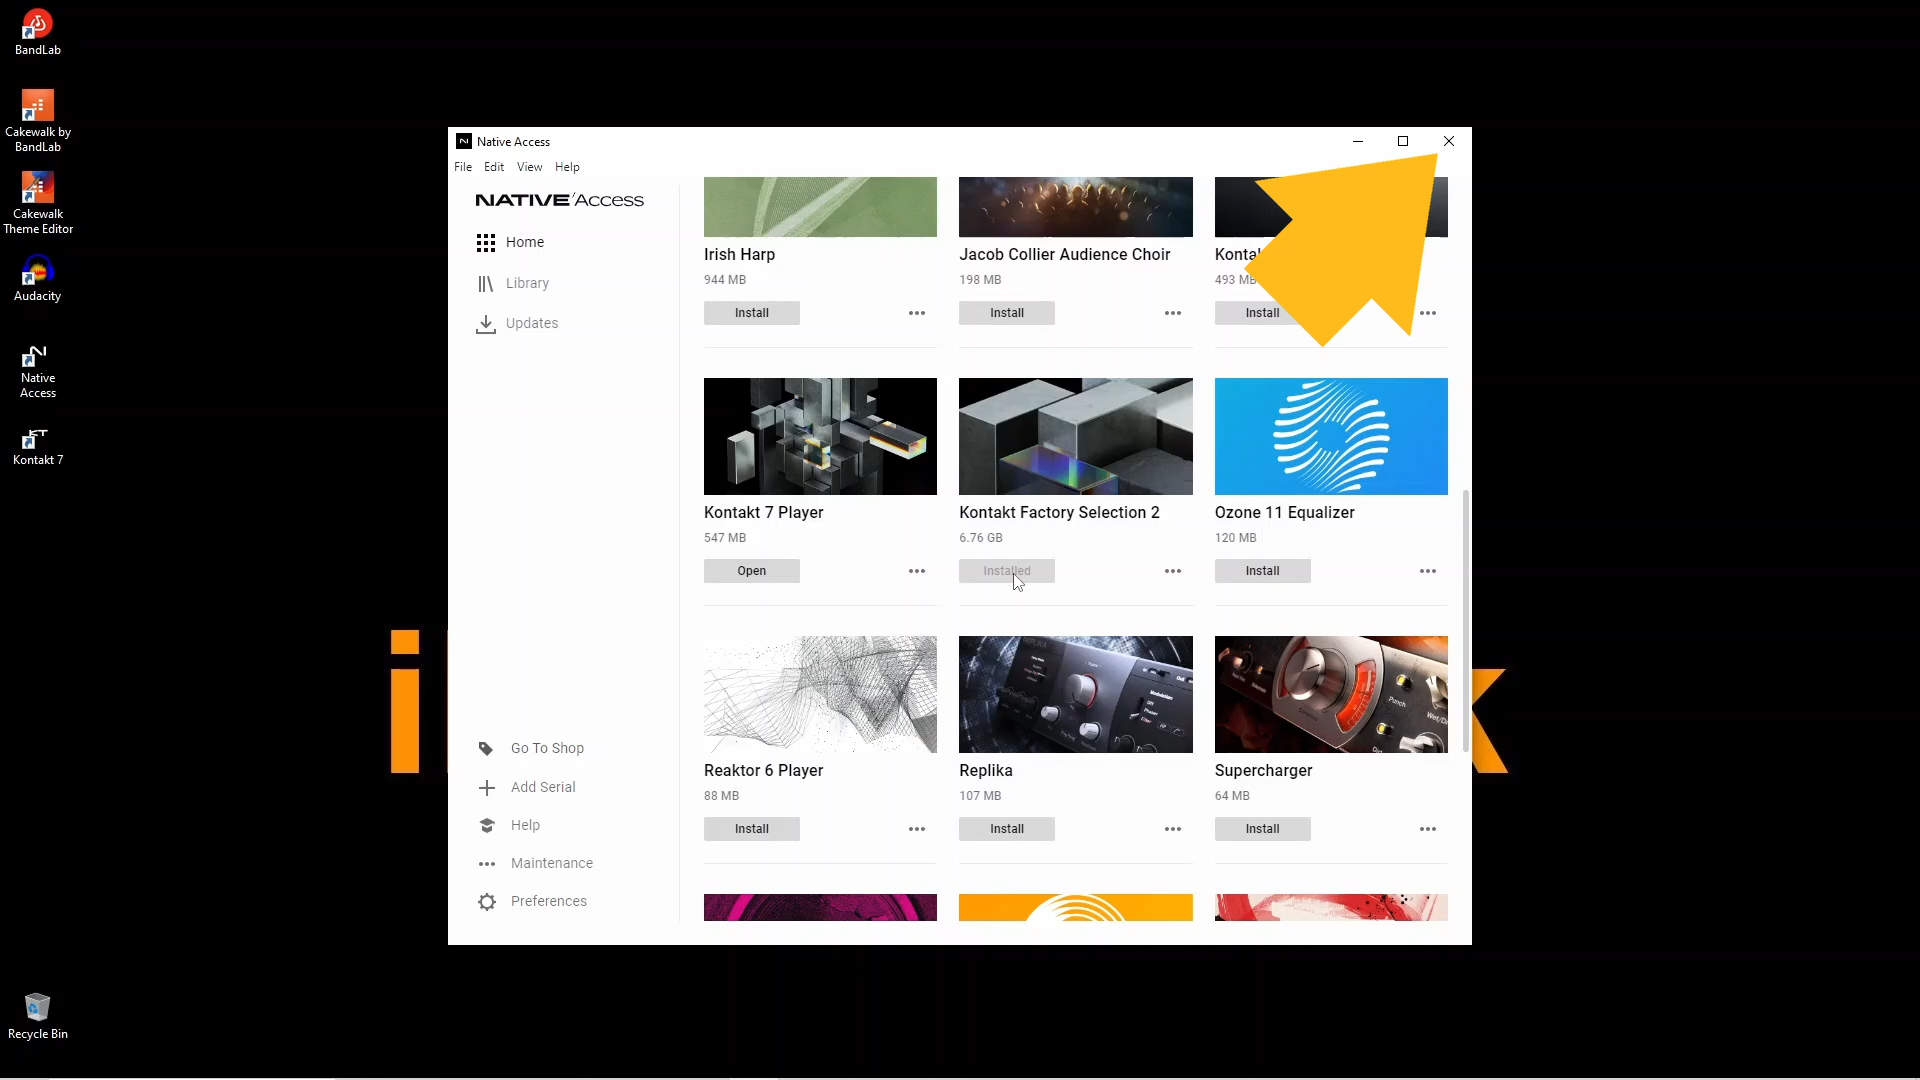 BandLab
Cakewalk by
BandLab
Cakewalk
Theme Editor
Audacity
Native
Access
Kontakt 7
Recycle Bin
Native Access
File Edit View Help
NATIVE Access
Home
Library
Updates
Go To Shop
Add Serial
Help
Maintenance
Preferences
Irish Harp
944 MB
Install
Jacob Collier Audience Choir
198 MB
Install
493 MB
Install
Kontakt 7 Player
547 MB
Open
Kontakt Factory Selection 2
6.76 GB
Installed
Ozone 11 Equalizer
120 MB
Install
Reaktor 6 Player
88 MB
Install
Replika
107 MB
Install
Supercharger
64 MB
Install